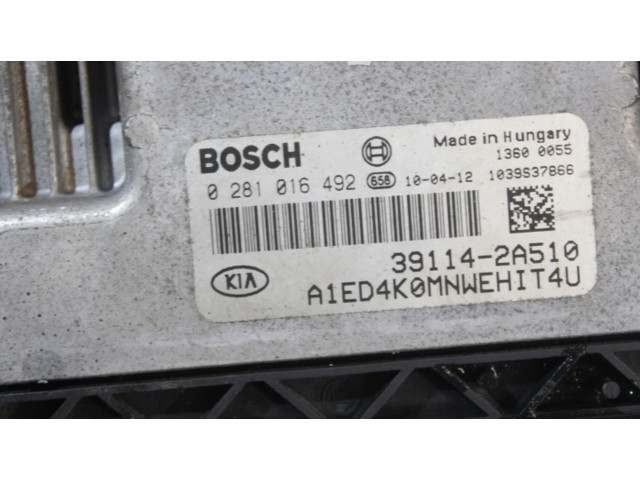 BOSCH
Made in Hungary
1360 0055
0 281 016 492 658 10-04-12 1039S37866
39114-2A510
KIA
A1ED4K0MNWEHIT4U